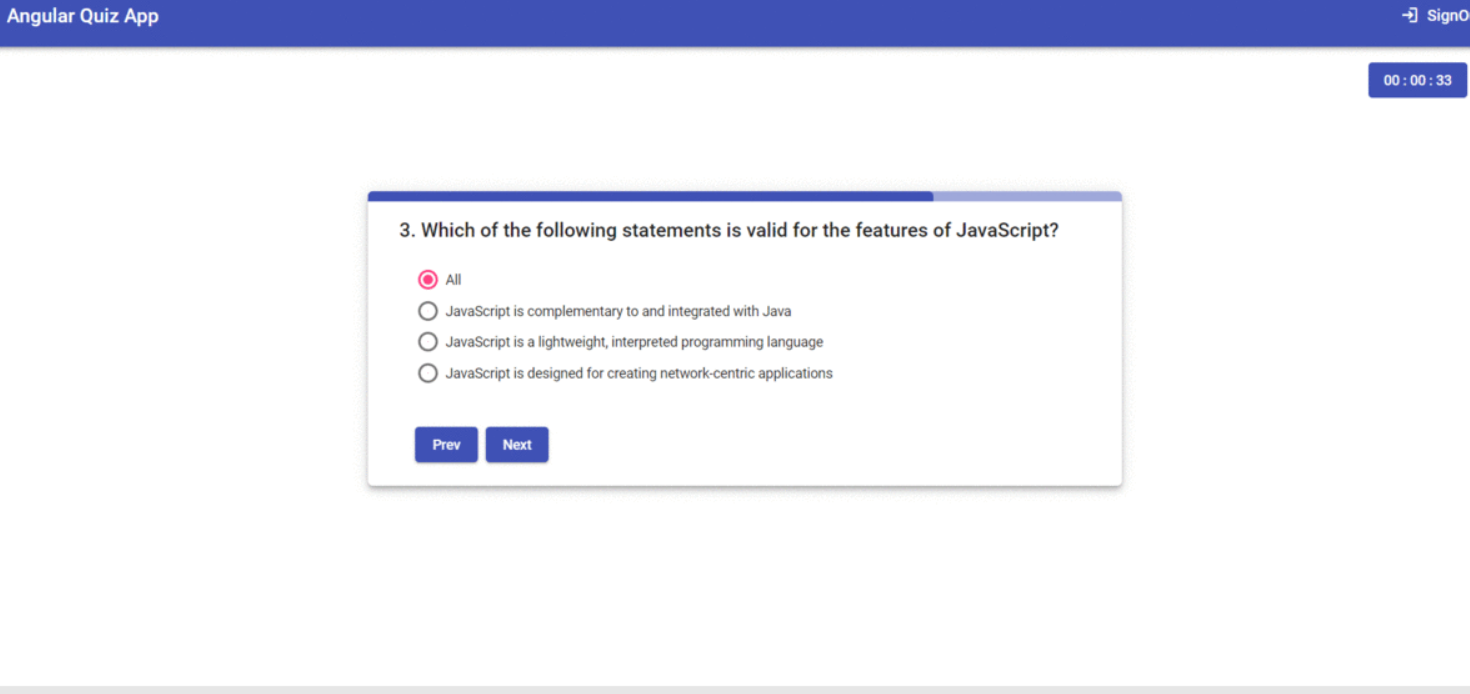 Angular Quiz App
SignO
00 : 00 : 33
3. Which of the following statements is valid for the features of JavaScript?
All
JavaScript is complementary to and integrated with Java
JavaScript is a lightweight, interpreted programming language
JavaScript is designed for creating network-centric applications
Prev Next